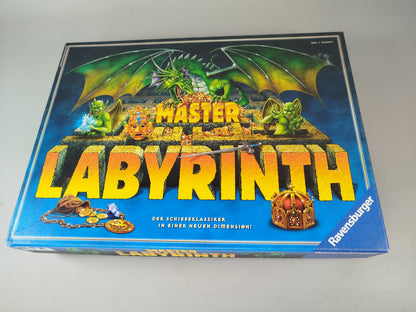 MASTER
LABYRINTH
DER SCHIEBEKLASSIKER
IN EINER NEUEN DIMENSION!
Ravensburger
LABYRINTH